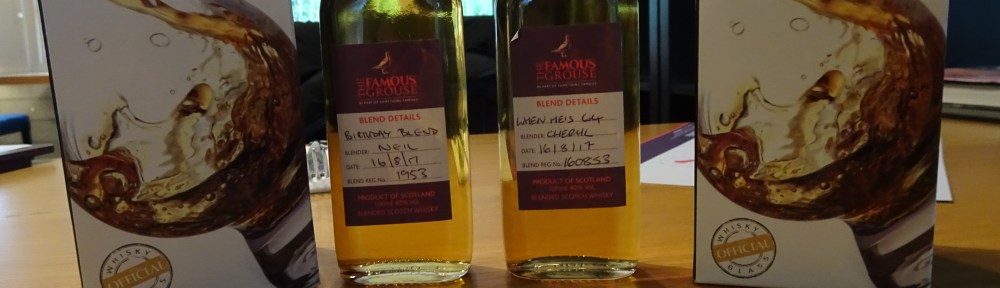 THE
FAMOUS
GROUSE
BLEND DETAILS
BIRTHDAY BLEND
BLENDER: NEIL
DATE: 16/8/17
BLEND REG No: 1953
PRODUCT OF SCOTLAND
BLENDED SCOTCH WHISKY
THE
FAMOUS
GROUSE
BLEND DETAILS
WHEN HE IS 64
BLENDER: CHERYL
DATE: 16/8/17
BLEND REG No: 160853
PRODUCT OF SCOTLAND
BLENDED SCOTCH WHISKY
WHISKY
OFFICIAL
GLASS
WHISKY
OFFICIAL
GLASS